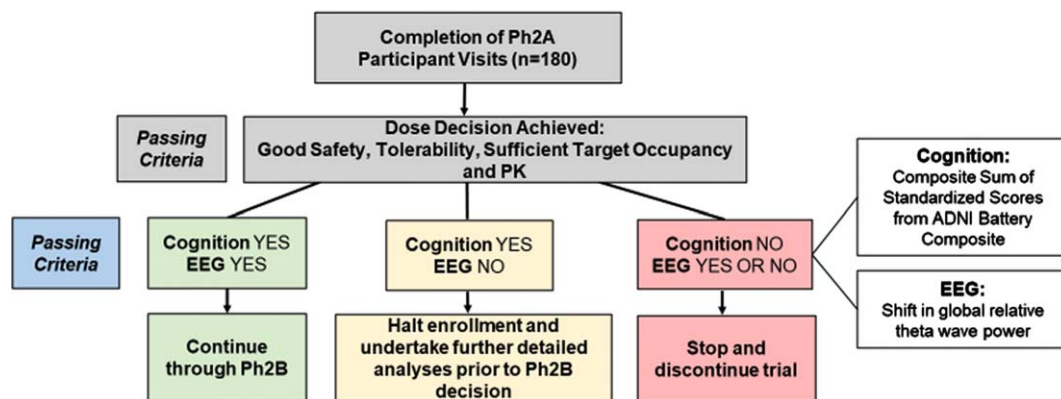 Completion of Ph2A
Participant Visits (n=180)
Passing
Criteria
Dose Decision Achieved:
Good Safety, Tolerability, Sufficient Target Occupancy
and PK
Passing
Criteria
Cognition YES
EEG YES
Cognition YES
EEG NO
Cognition NO
EEG YES OR NO
Cognition:
Composite Sum of
Standardized Scores
from ADNI Battery
Composite
EEG:
Shift in global relative
theta wave power
Continue
through Ph2B
Halt enrollment and
undertake further detailed
analyses prior to Ph2B
decision
Stop and
discontinue trial